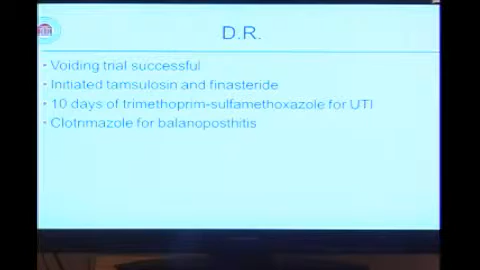 D.R.
• Voiding trial successful
• Initiated tamsulosin and finasteride
• 10 days of trimethoprim-sulfamethoxazole for UTI
• Clotrimazole for balanoposthitis